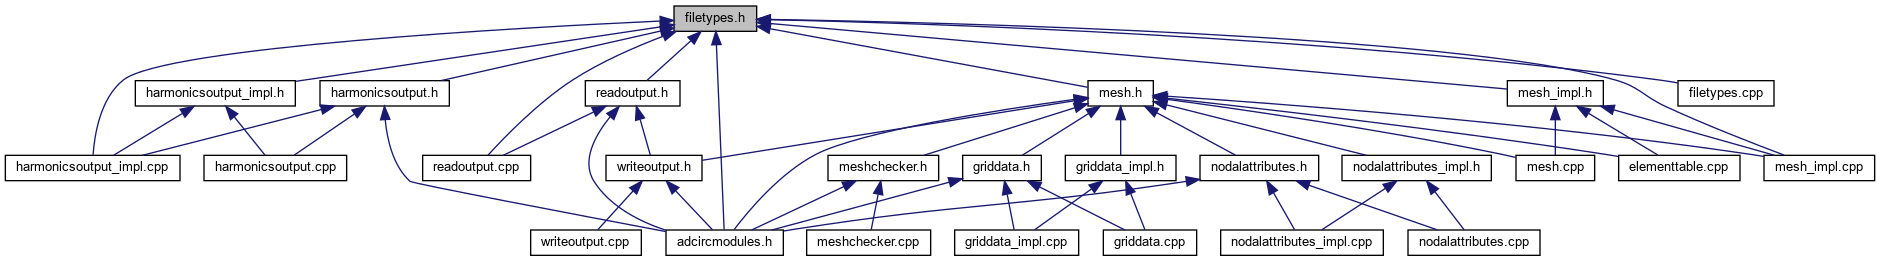 filetypes.h
harmonicsoutput_impl.h
harmonicsoutput.h
readoutput.h
mesh.h
mesh_impl.h
filetypes.cpp
harmonicsoutput_impl.cpp
harmonicsoutput.cpp
readoutput.cpp
writeoutput.h
meshchecker.h
griddata.h
griddata_impl.h
nodalattributes.h
nodalattributes_impl.h
mesh.cpp
elementtable.cpp
mesh_impl.cpp
writeoutput.cpp
adcircmodules.h
meshchecker.cpp
griddata_impl.cpp
griddata.cpp
nodalattributes_impl.cpp
nodalattributes.cpp